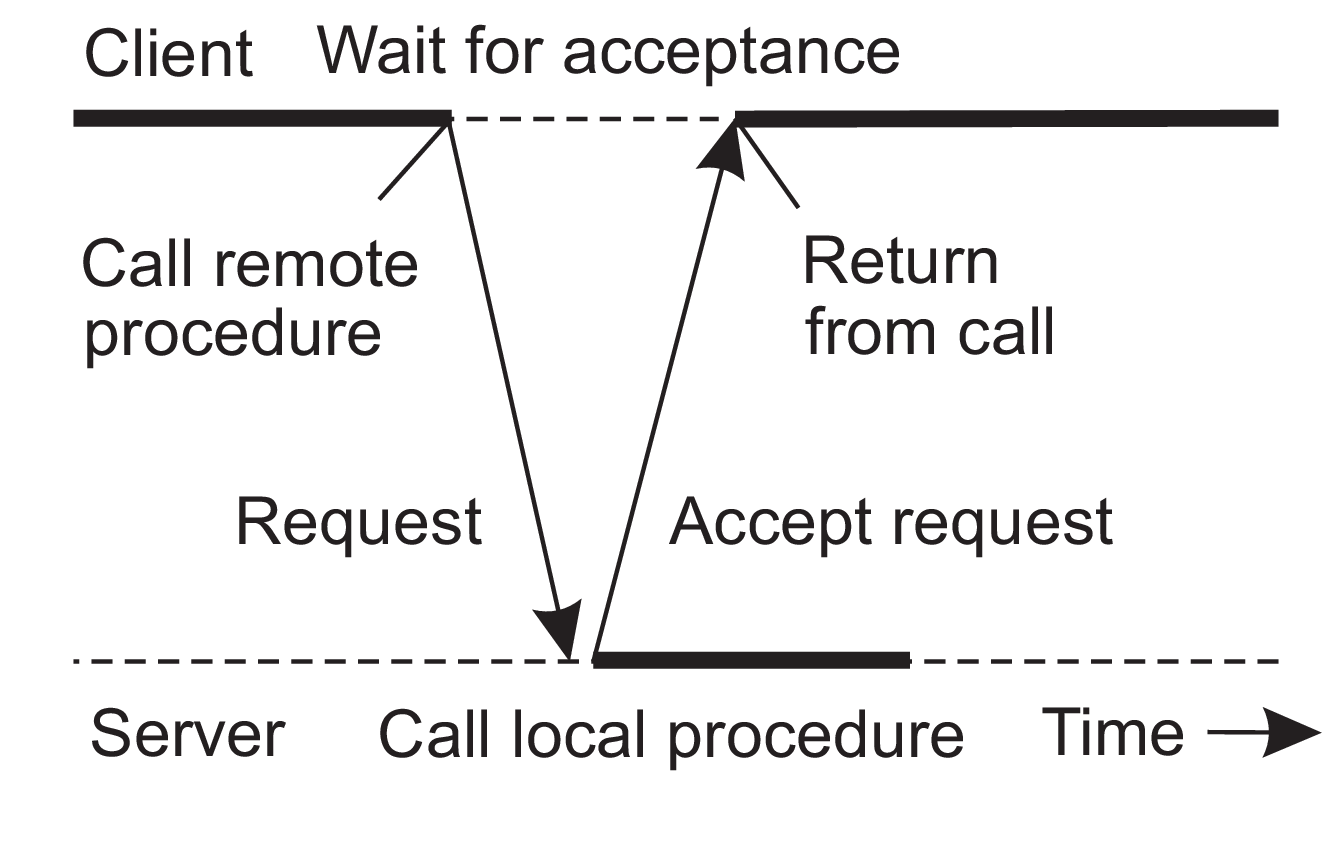 Client
Wait for acceptance
Call remote
procedure
Return
from call
Request
Accept request
Server
Call local procedure
Time